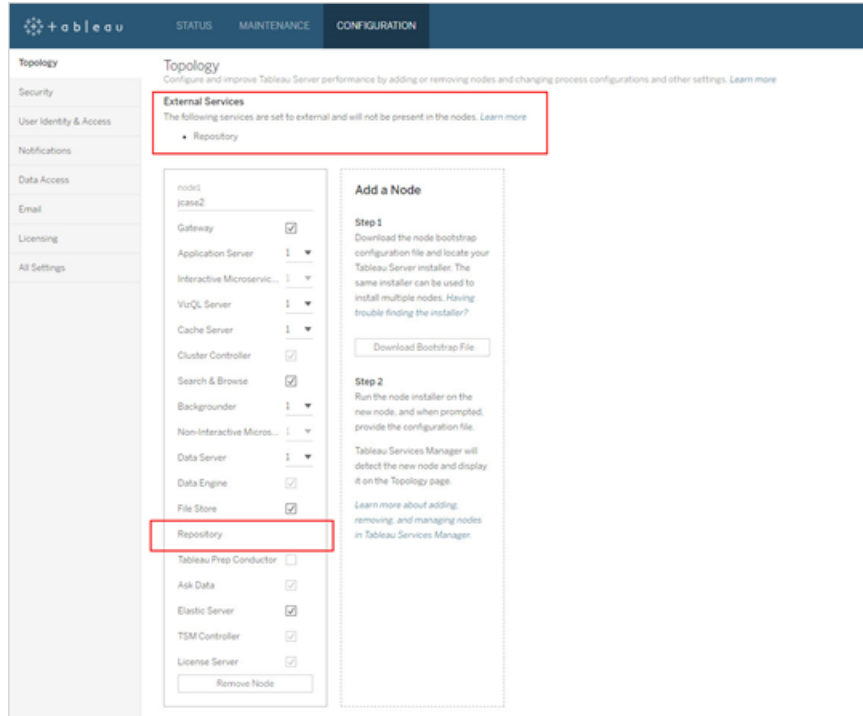 +ableau
STATUS MAINTENANCE CONFIGURATION
Topology
Security
User Identity & Access
Notifications
Data Access
Email
Licensing
All Settings
Topology
Configure and improve Tableau Server performance by adding or removing nodes and changing process configurations and other settings. Learn more
External Services
The following services are set to external and will not be present in the nodes. Learn more
• Repository
node1
jcase2
Gateway
Application Server 1
Interactive Microservic... 1
VizQL Server 1
Cache Server 1
Cluster Controller
Search & Browse
Backgrounder 1
Non-Interactive Micros... 1
Data Server 1
Data Engine
File Store
Repository
Tableau Prep Conductor
Ask Data
Elastic Server
TSM Controller
License Server
Remove Node
Add a Node
Step 1
Download the node bootstrap
configuration file and locate your
Tableau Server installer. The
same installer can be used to
install multiple nodes. Having
trouble finding the installer?
Download Bootstrap File
Step 2
Run the node installer on the
new node, and when prompted,
provide the configuration file.
Tableau Services Manager will
detect the new node and display
it on the Topology page.
Learn more about adding,
removing, and managing nodes
in Tableau Services Manager.